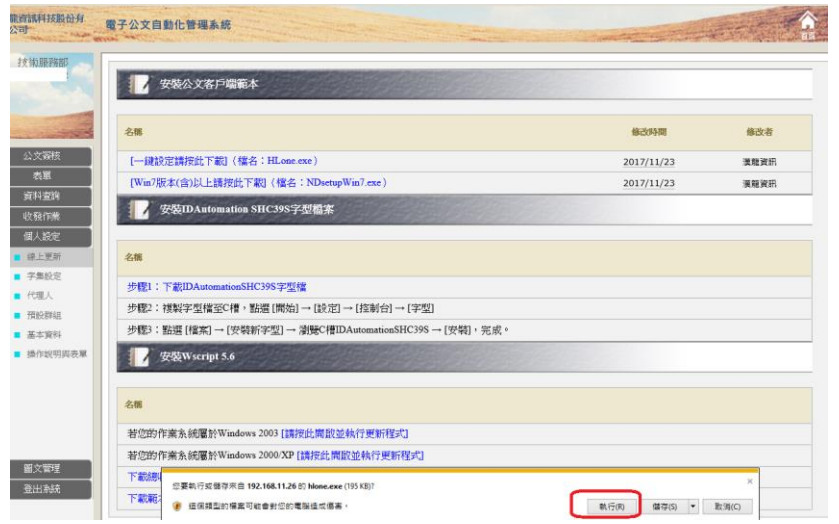 龍資訊科技股份有
公司
電子公文自動化管理系統
首頁
技術服務部
安裝公文客戶端範本
名稱 修改時間 修改者
[一鍵設定請按此下載]（檔名：HLone.exe） 2017/11/23 漢龍資訊
[Win7版本(含)以上請按此下載]（檔名：NDsetupWin7.exe） 2017/11/23 漢龍資訊
安裝IDAutomation SHC39S字型檔案
名稱
步驟1：下載IDAutomationSHC39S字型檔
步驟2：複製字型檔至C槽，點選 [開始] → [設定] → [控制台] → [字型]
步驟3：點選 [檔案] → [安裝新字型] → 瀏覽C槽IDAutomationSHC39S → [安裝]，完成。
安裝Wscript 5.6
名稱
若您的作業系統屬於Windows 2003 [請按此開啟並執行更新程式]
若您的作業系統屬於Windows 2000/XP [請按此開啟並執行更新程式]
下載總
下載範
公文簽核
表單
資料查詢
收發作業
個人設定
線上更新
字彙設定
代理人
預設群組
基本資料
操作說明與表單
圖文管理
登出系統
您要執行或儲存來自 192.168.11.26 的 hlone.exe (195 KB)?
這個類型的檔案可能會對您的電腦造成傷害。
執行(R) 儲存(S) 取消(C)